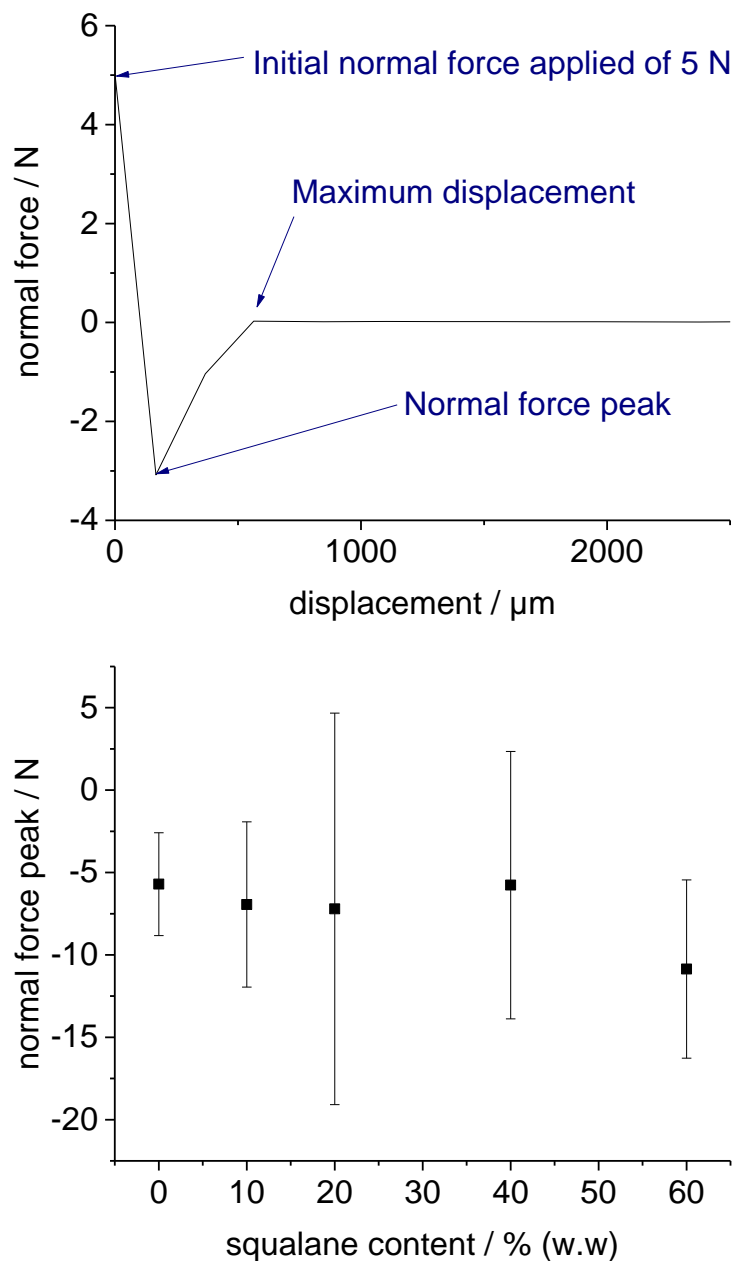 6
Initial normal force applied of 5 N
4
Maximum displacement
2
normal force / N
0
Normal force peak
-2
-4
0 1000 2000
displacement / µm
5
0
normal force peak / N
-5
-10
-15
-20
0 10 20 30 40 50 60
squalane content / % (w.w)